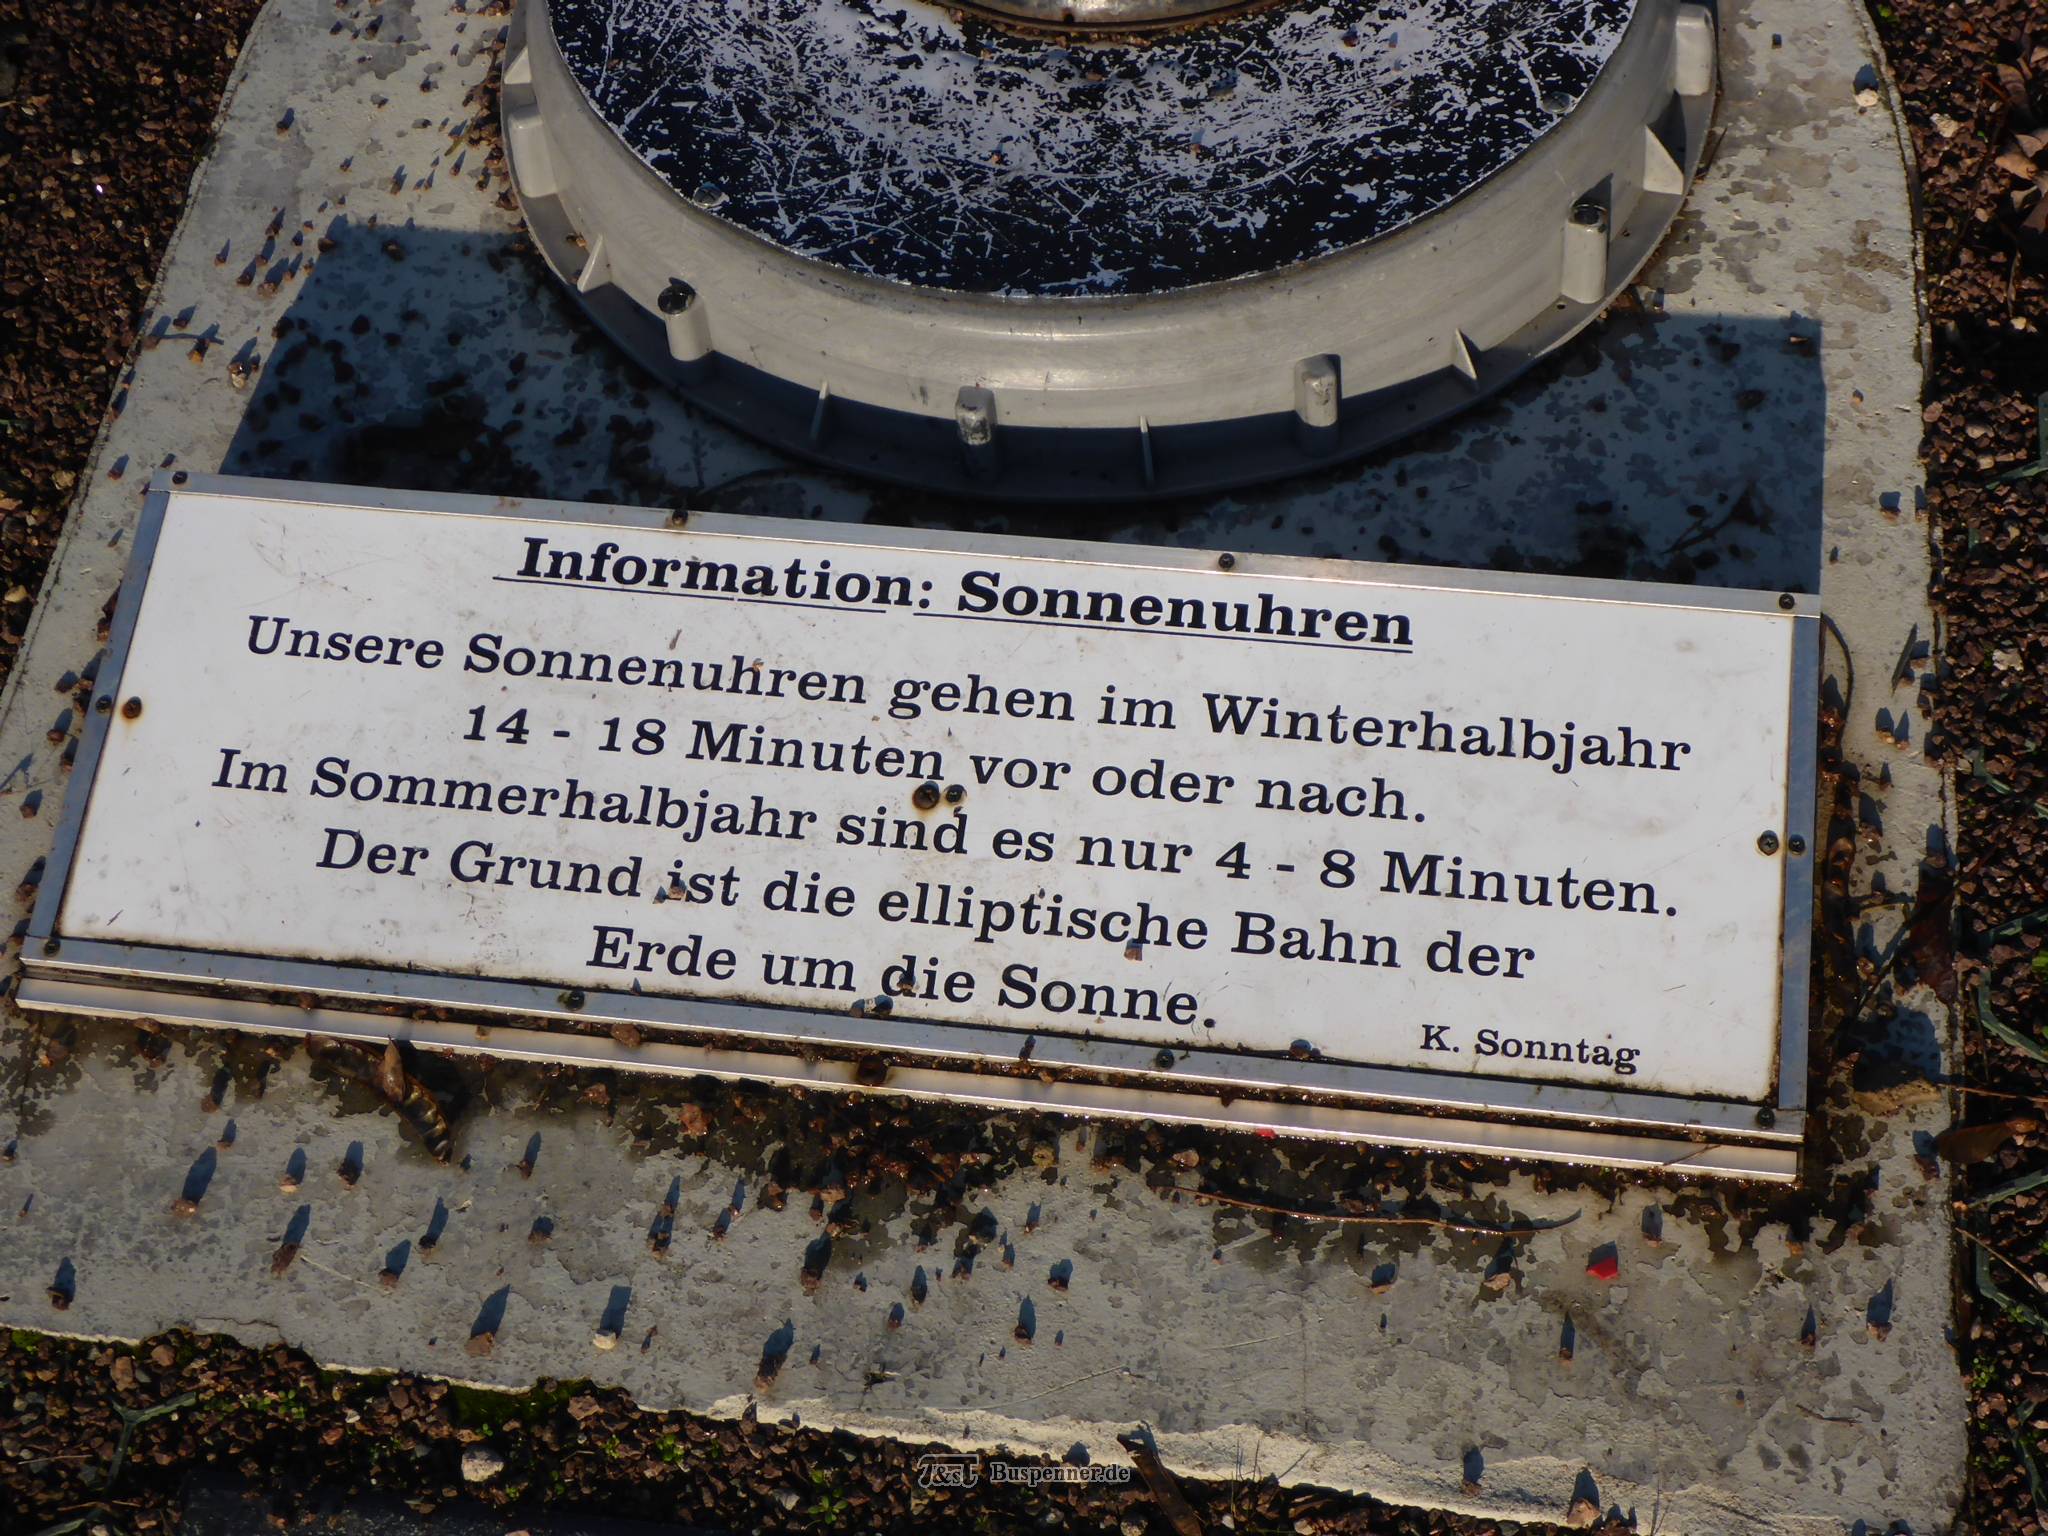 Information: Sonnenuhren
Unsere Sonnenuhren gehen im Winterhalbjahr
14 - 18 Minuten vor oder nach.
Im Sommerhalbjahr sind es nur 4 - 8 Minuten.
Der Grund ist die elliptische Bahn der
Erde um die Sonne.
K. Sonntag
T&ST Buspenner.de